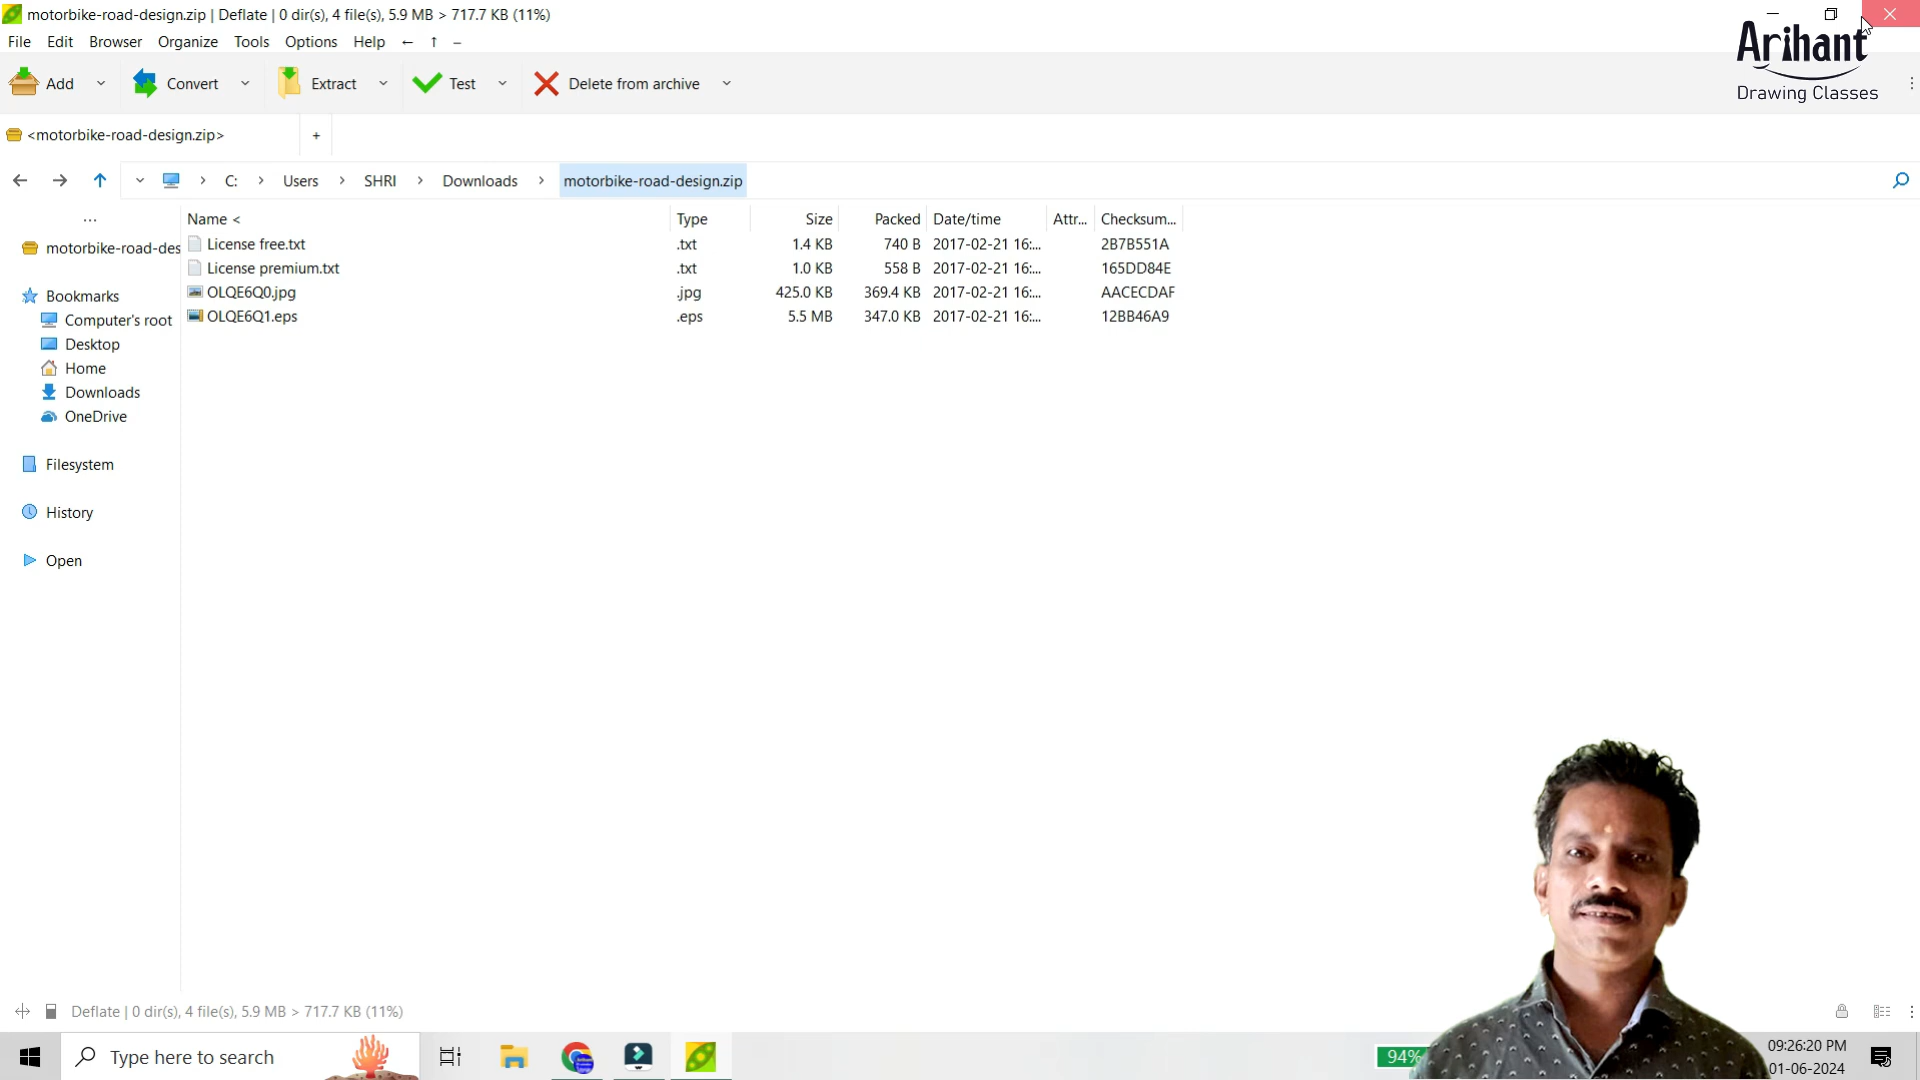 motorbike-road-design.zip | Deflate | 0 dir(s), 4 file(s), 5.9 MB > 717.7 KB (11%)
File Edit Browser Organize Tools Options Help
Arihant
Drawing Classes
Add Convert Extract Test Delete from archive
<motorbike-road-design.zip> +
C: Users SHRI Downloads motorbike-road-design.zip
...
Name < Type Size Packed Date/time Attr... Checksum...
motorbike-road-des
License free.txt .txt 1.4 KB 740 B 2017-02-21 16:... 2B7B551A
License premium.txt .txt 1.0 KB 558 B 2017-02-21 16:... 165DD84E
OLQE6Q0.jpg .jpg 425.0 KB 369.4 KB 2017-02-21 16:... AACECDAF
OLQE6Q1.eps .eps 5.5 MB 347.0 KB 2017-02-21 16:... 12BB46A9
Bookmarks
Computer's root
Desktop
Home
Downloads
OneDrive
Filesystem
History
Open
Deflate | 0 dir(s), 4 file(s), 5.9 MB > 717.7 KB (11%)
Type here to search
94%
09:26:20 PM
01-06-2024